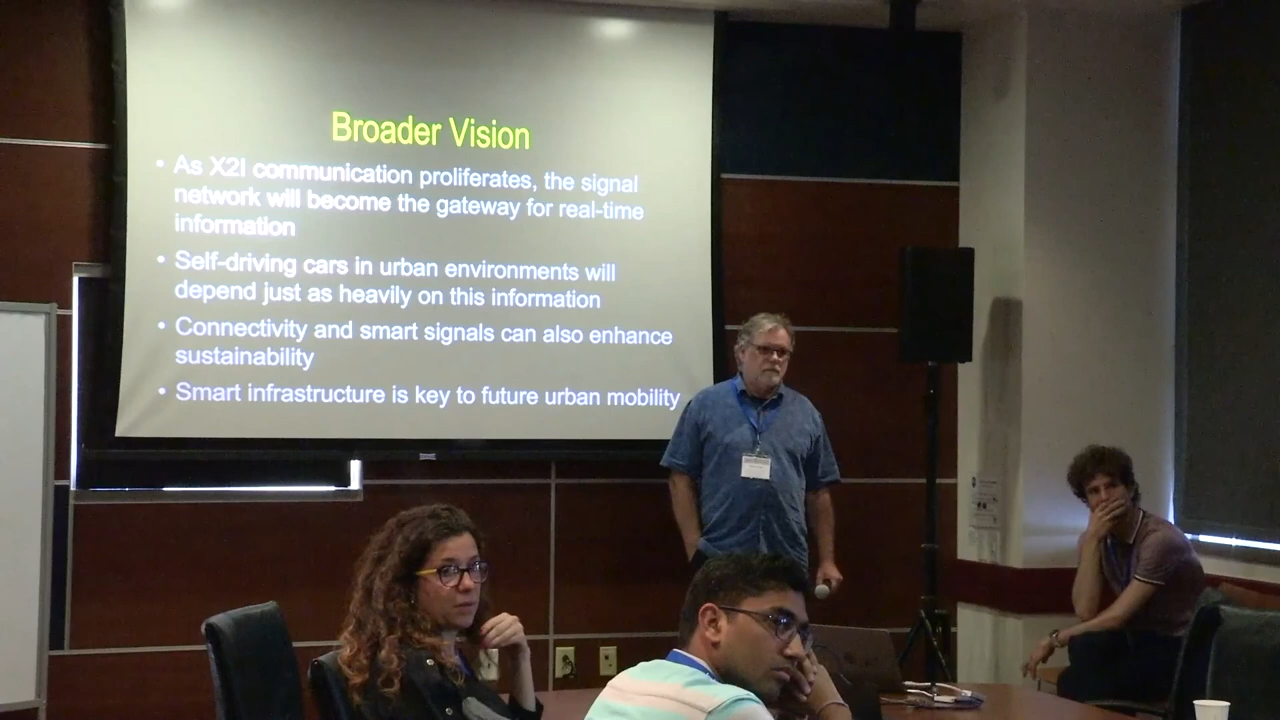 Broader Vision
• As X2I communication proliferates, the signal
network will become the gateway for real-time
information
• Self-driving cars in urban environments will
depend just as heavily on this information
• Connectivity and smart signals can also enhance
sustainability
• Smart infrastructure is key to future urban mobility